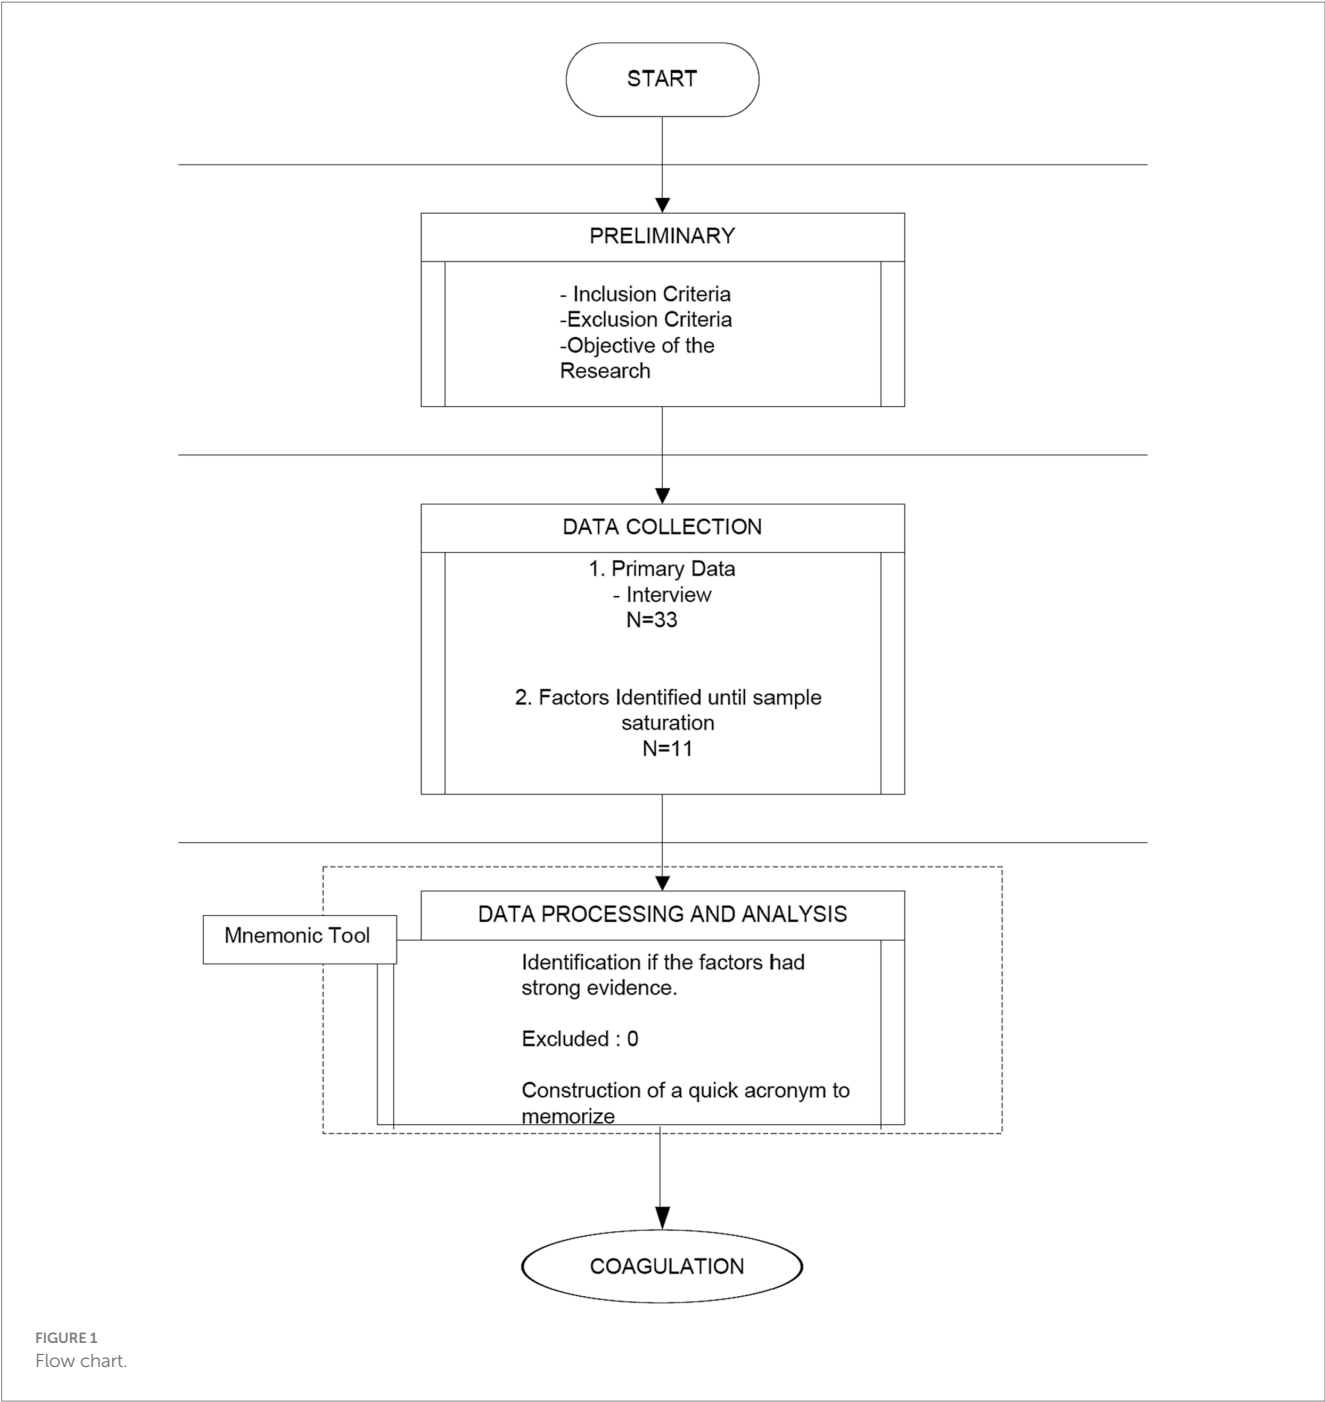 START
PRELIMINARY
- Inclusion Criteria
-Exclusion Criteria
-Objective of the
Research
DATA COLLECTION
1. Primary Data
- Interview
N=33
2. Factors Identified until sample
saturation
N=11
DATA PROCESSING AND ANALYSIS
Mnemonic Tool
Identification if the factors had
strong evidence.
Excluded : 0
Construction of a quick acronym to
memorize
COAGULATION
FIGURE 1
Flow chart.